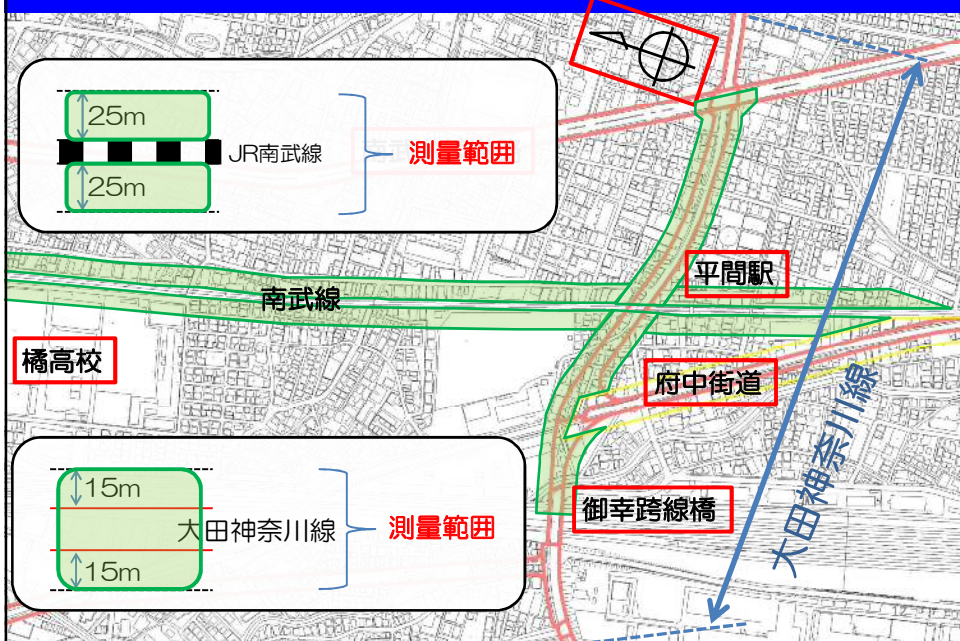 25m
JR南武線
測量範囲
25m
平間駅
南武線
橘高校
府中街道
大田神奈川線
15m
大田神奈川線
測量範囲
15m
御幸跨線橋